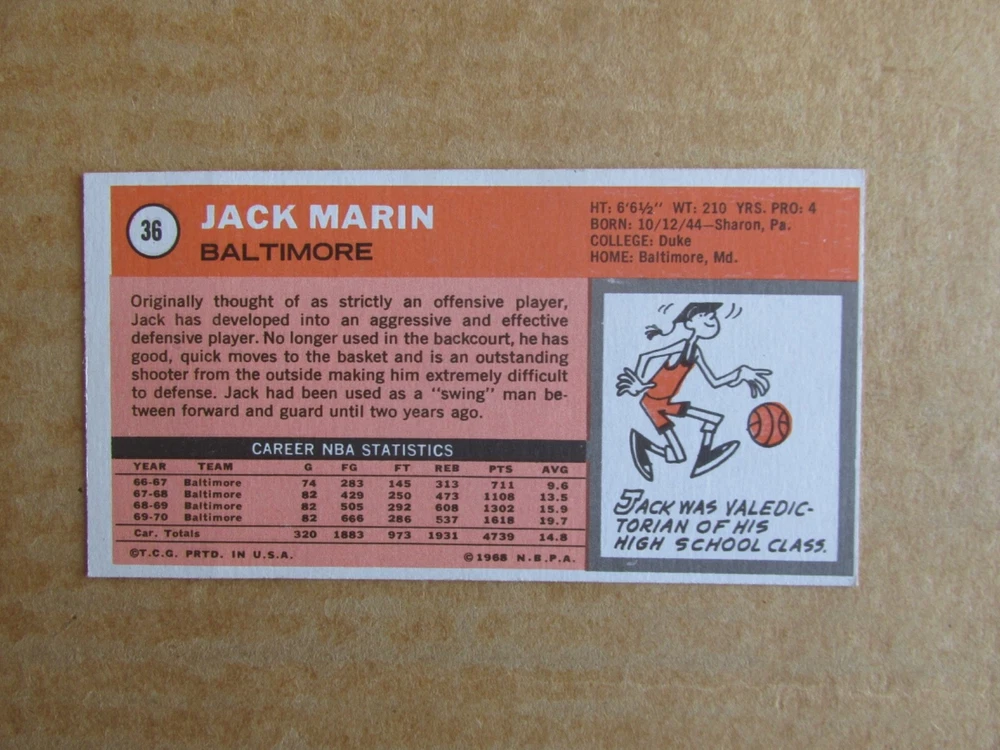 36
JACK MARIN
BALTIMORE
HT: 6'6½" WT: 210 YRS. PRO: 4
BORN: 10/12/44—Sharon, Pa.
COLLEGE: Duke
HOME: Baltimore, Md.
Originally thought of as strictly an offensive player,
Jack has developed into an aggressive and effective
defensive player. No longer used in the backcourt, he has
good, quick moves to the basket and is an outstanding
shooter from the outside making him extremely difficult
to defense. Jack had been used as a "swing" man be-
tween forward and guard until two years ago.
CAREER NBA STATISTICS
YEAR TEAM G FG FT REB PTS AVG
66-67 Baltimore 74 283 145 313 711 9.6
67-68 Baltimore 82 429 250 473 1108 13.5
68-69 Baltimore 82 505 292 608 1302 15.9
69-70 Baltimore 82 666 286 537 1618 19.7
Car. Totals 320 1883 973 1931 4739 14.8
©T.C.G. PRTD. IN U.S.A. ©1968 N.B.P.A.
JACK WAS VALEDIC-
TORIAN OF HIS
HIGH SCHOOL CLASS.